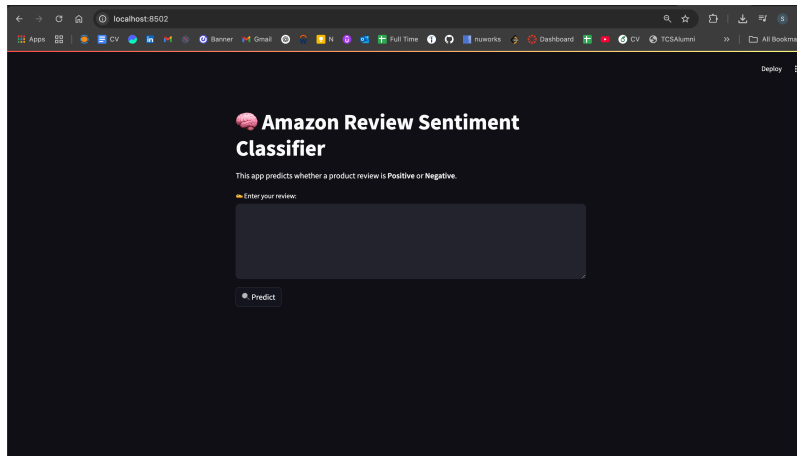 localhost:8502
Apps CV in Banner Gmail N Full Time nuworks Dashboard CV TCSAlumni » All Bookma
Deploy
Amazon Review Sentiment
Classifier
This app predicts whether a product review is Positive or Negative.
Enter your review:
Predict